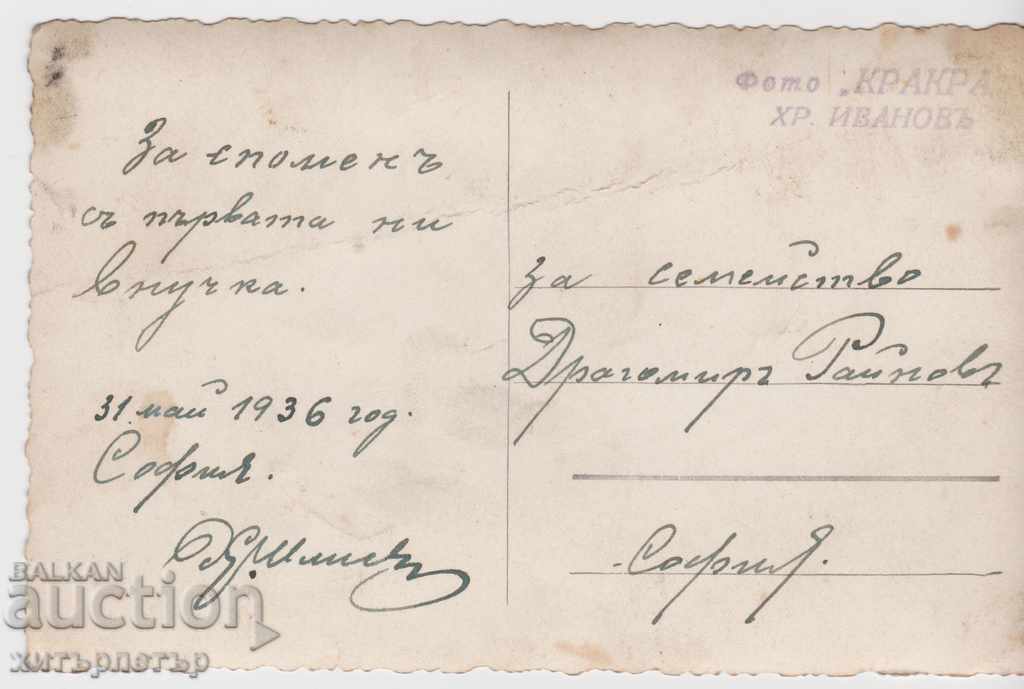 Фото „КРАКРА
ХР. ИВАНОВЪ
За споменъ
съ първата ни
внучка.
31 май 1936 год.
София.
За семейство
Драгомиръ Райновъ
София.
BALKAN
auction
хитърпетър